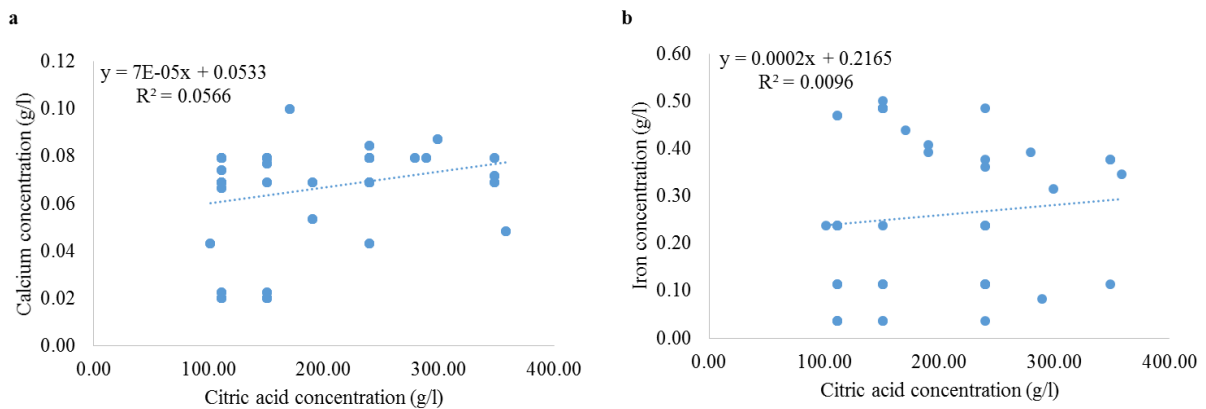 a
y = 7E-05x + 0.0533
R² = 0.0566
Calcium concentration (g/l)
0.12
0.10
0.08
0.06
0.04
0.02
0.00
0.00 100.00 200.00 300.00 400.00
Citric acid concentration (g/l)
b
y = 0.0002x + 0.2165
R² = 0.0096
Iron concentration (g/l)
0.60
0.50
0.40
0.30
0.20
0.10
0.00
0.00 100.00 200.00 300.00 400.00
Citric acid concentration (g/l)